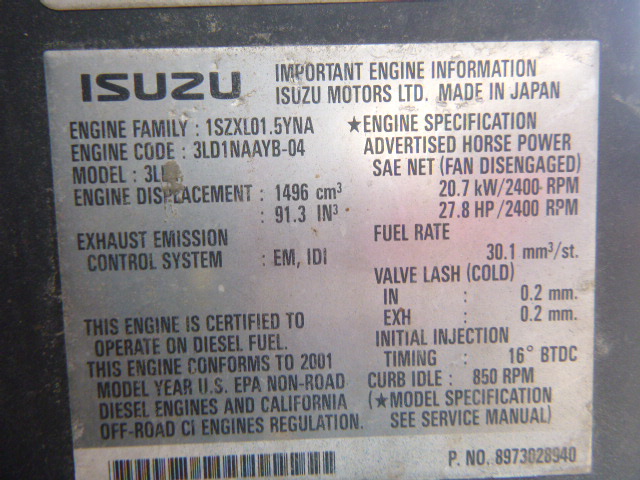 ISUZU
IMPORTANT ENGINE INFORMATION
ISUZU MOTORS LTD. MADE IN JAPAN
ENGINE FAMILY : 1SZXL01.5YNA
ENGINE CODE : 3LD1NAAYB-04
MODEL :
ENGINE DISPLACEMENT : 1496 cm³
: 91.3 IN³
EXHAUST EMISSION
CONTROL SYSTEM : EM, IDI
THIS ENGINE IS CERTIFIED TO
OPERATE ON DIESEL FUEL.
THIS ENGINE CONFORMS TO 2001
MODEL YEAR U.S. EPA NON-ROAD
DIESEL ENGINES AND CALIFORNIA
OFF-ROAD CI ENGINES REGULATION.
★ENGINE SPECIFICATION
ADVERTISED HORSE POWER
SAE NET (FAN DISENGAGED)
20.7 kW/2400 RPM
27.8 HP/2400 RPM
FUEL RATE
30.1 mm³/st.
VALVE LASH (COLD)
IN : 0.2 mm.
EXH : 0.2 mm.
INITIAL INJECTION
TIMING : 16° BTDC
CURB IDLE : 850 RPM
(★MODEL SPECIFICATION
SEE SERVICE MANUAL)
P. NO. 8973028940